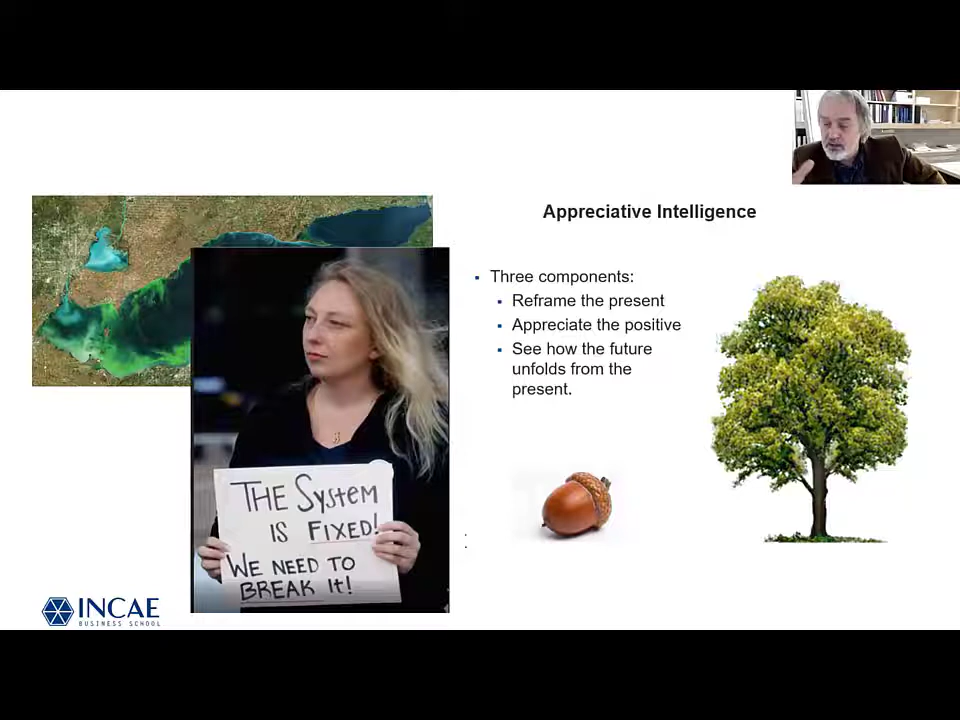 Appreciative Intelligence
▪ Three components:
▪ Reframe the present
▪ Appreciate the positive
▪ See how the future
unfolds from the
present.
THE SYSTEM
IS FIXED!
WE NEED TO
BREAK It!
INCAE
BUSINESS SCHOOL